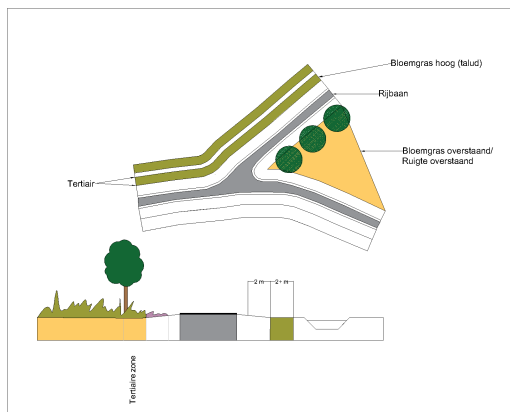 Bloemgras hoog (talud)
Rijbaan
Bloemgras overstaand/
Ruigte overstaand
Tertiair
2 m
2 - m
Tertiaire zone